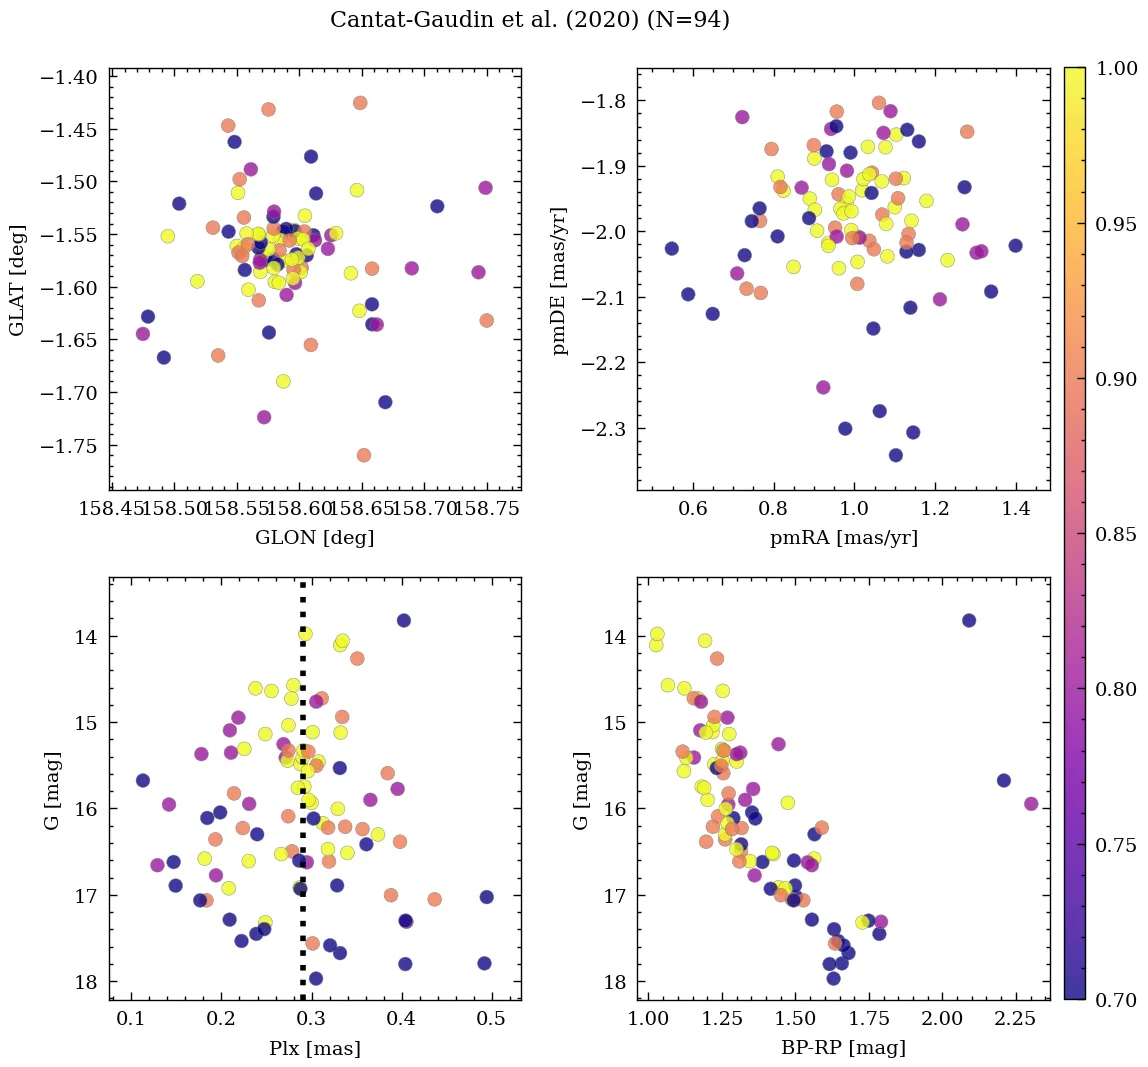 Cantat-Gaudin et al. (2020) (N=94)
−1.40
−1.45
−1.50
−1.55
−1.60
−1.65
−1.70
−1.75
GLAT [deg]
158.45 158.50 158.55 158.60 158.65 158.70 158.75
GLON [deg]
−1.8
−1.9
−2.0
−2.1
−2.2
−2.3
pmDE [mas/yr]
0.6 0.8 1.0 1.2 1.4
pmRA [mas/yr]
14
15
16
17
18
G [mag]
0.1 0.2 0.3 0.4 0.5
Plx [mas]
14
15
16
17
18
G [mag]
1.00 1.25 1.50 1.75 2.00 2.25
BP-RP [mag]
1.00
0.95
0.90
0.85
0.80
0.75
0.70